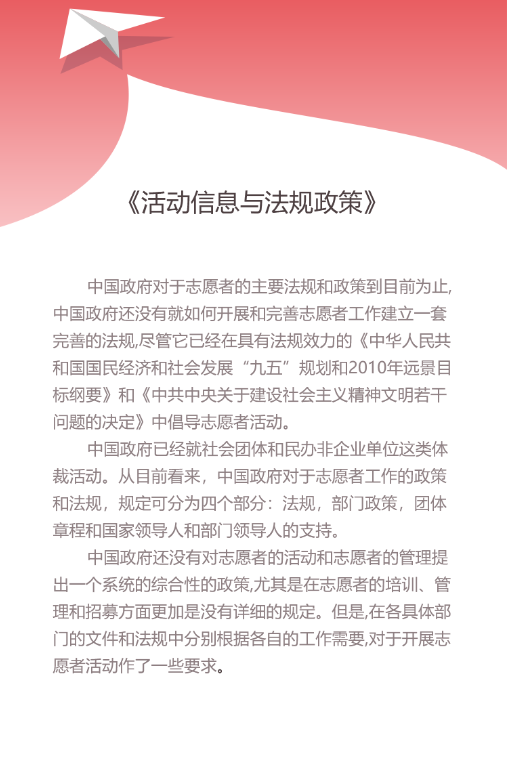 《活动信息与法规政策》
中国政府对于志愿者的主要法规和政策到目前为止,
中国政府还没有就如何开展和完善志愿者工作建立一套
完善的法规,尽管它已经在具有法规效力的《中华人民共
和国国民经济和社会发展“九五”规划和2010年远景目
标纲要》和《中共中央关于建设社会主义精神文明若干
问题的决定》中倡导志愿者活动。
中国政府已经就社会团体和民办非企业单位这类体
裁活动。从目前看来，中国政府对于志愿者工作的政策
和法规，规定可分为四个部分：法规，部门政策，团体
章程和国家领导人和部门领导人的支持。
中国政府还没有对志愿者的活动和志愿者的管理提
出一个系统的综合性的政策,尤其是在志愿者的培训、管
理和招募方面更加是没有详细的规定。但是,在各具体部
门的文件和法规中分别根据各自的工作需要,对于开展志
愿者活动作了一些要求。